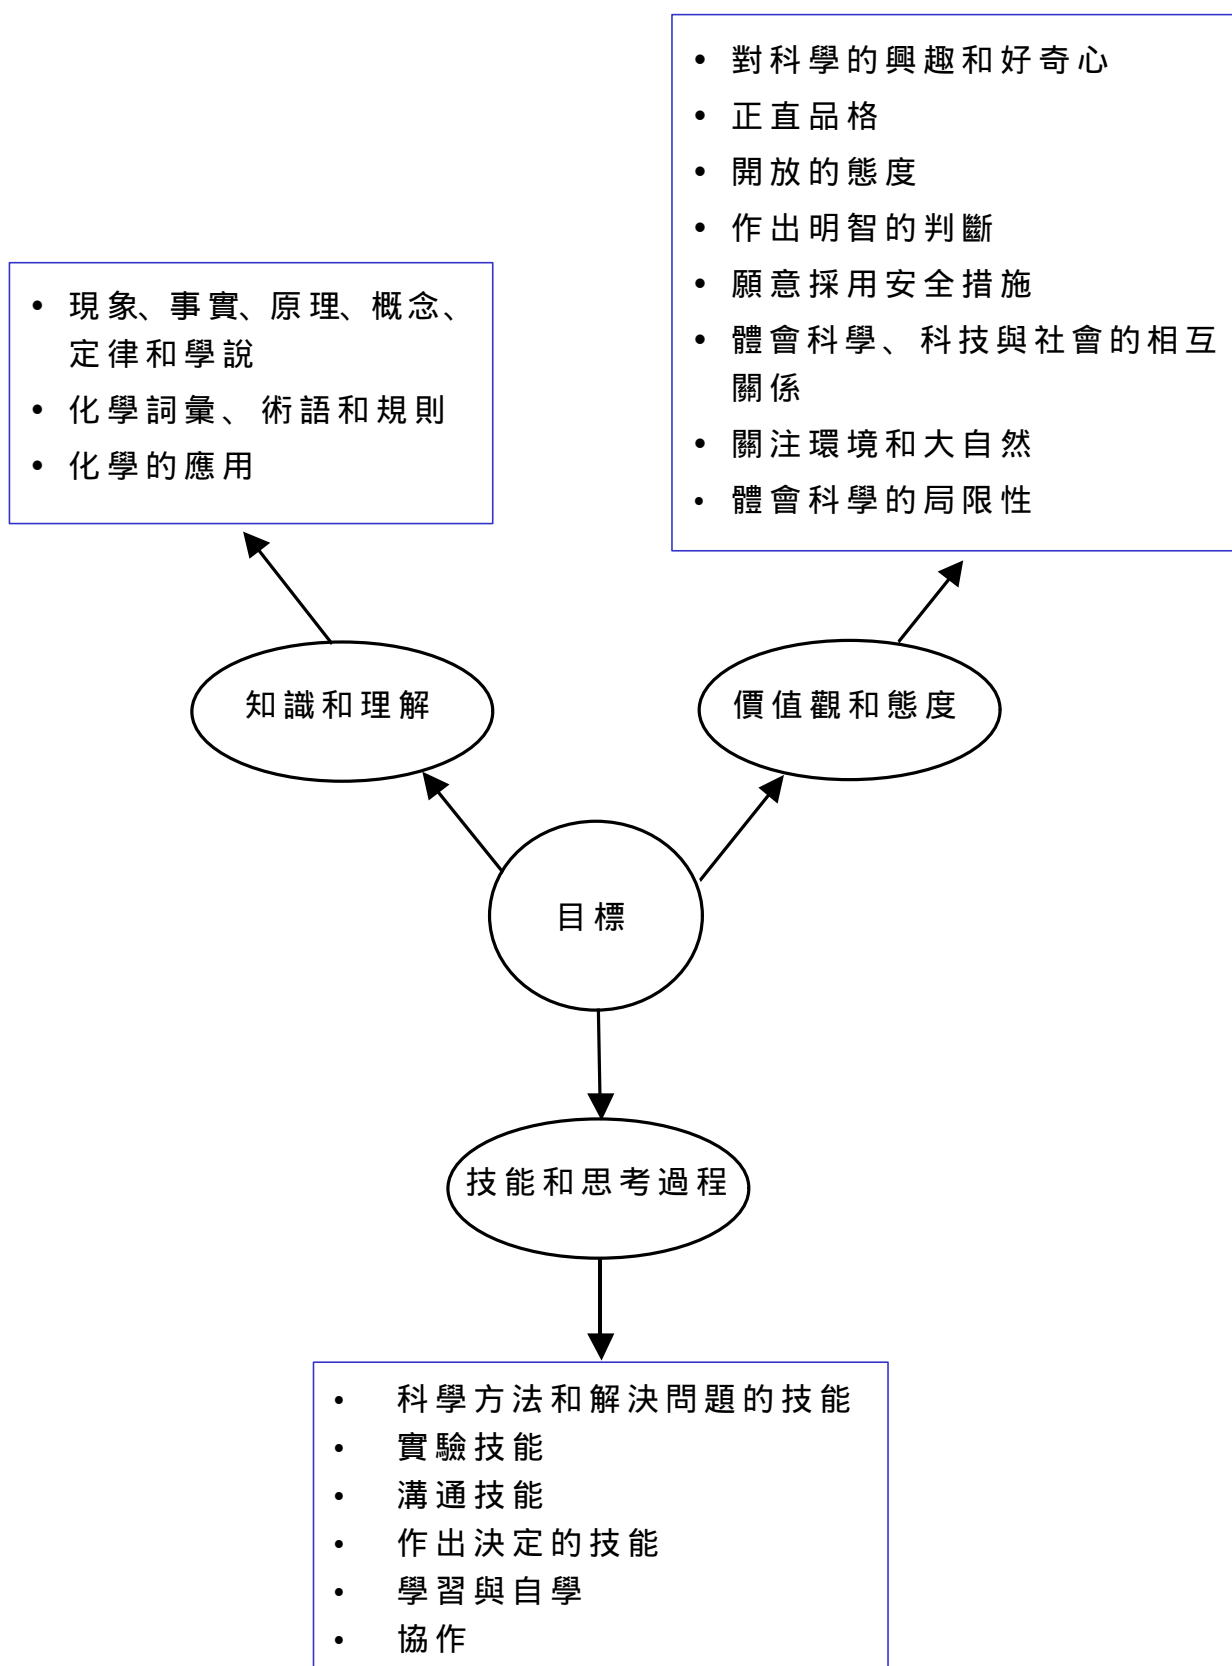 • 對科學的興趣和好奇心
• 正直品格
• 開放的態度
• 作出明智的判斷
• 願意採用安全措施
• 體會科學、科技與社會的相互
關係
• 關注環境和大自然
• 體會科學的局限性
• 現象、事實、原理、概念、
定律和學說
• 化學詞彙、術語和規則
• 化學的應用
知識和理解
價值觀和態度
目標
技能和思考過程
• 科學方法和解決問題的技能
• 實驗技能
• 溝通技能
• 作出決定的技能
• 學習與自學
• 協作